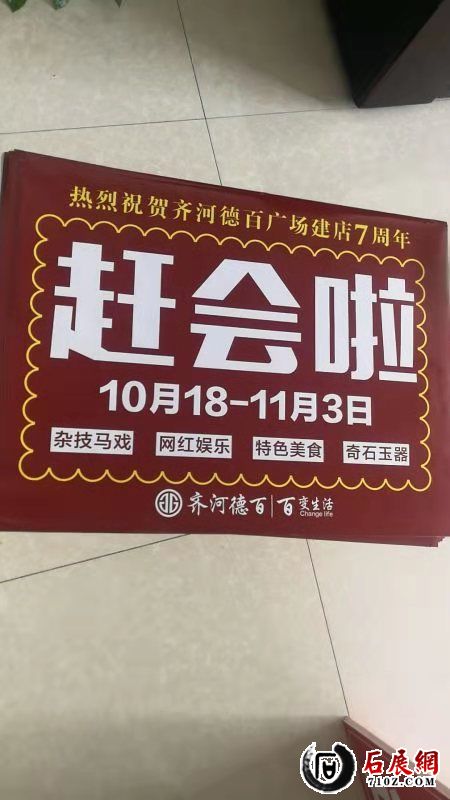 热烈祝贺齐河德百广场建店7周年
赶会啦
10月18-11月3日
杂技马戏 网红娱乐 特色美食 奇石玉器
齐河德百 百变生活
Change life
石展網
7102.COM